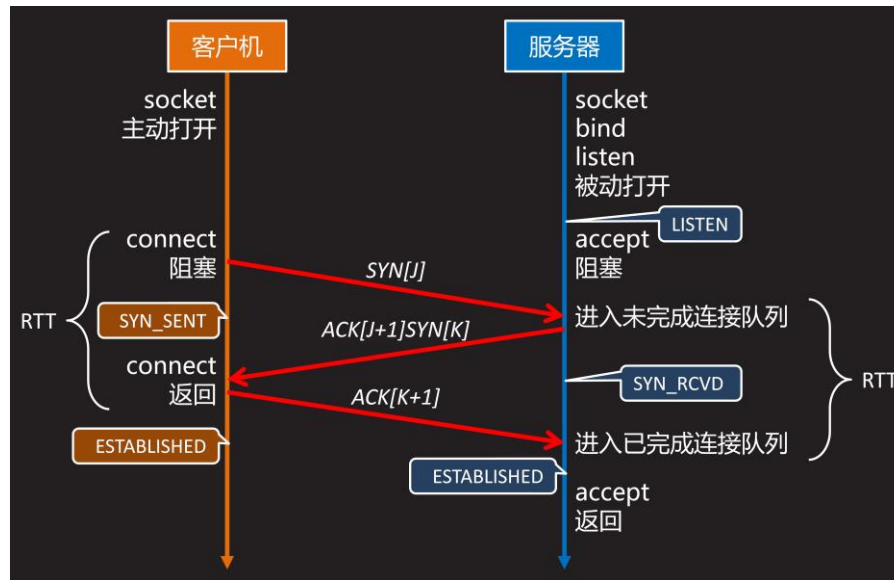 客户机
服务器
socket
主动打开
socket
bind
listen
被动打开
LISTEN
connect
阻塞
accept
阻塞
SYN[J]
RTT
SYN_SENT
ACK[J+1]SYN[K]
进入未完成连接队列
connect
返回
SYN_RCVD
RTT
ACK[K+1]
ESTABLISHED
进入已完成连接队列
ESTABLISHED
accept
返回